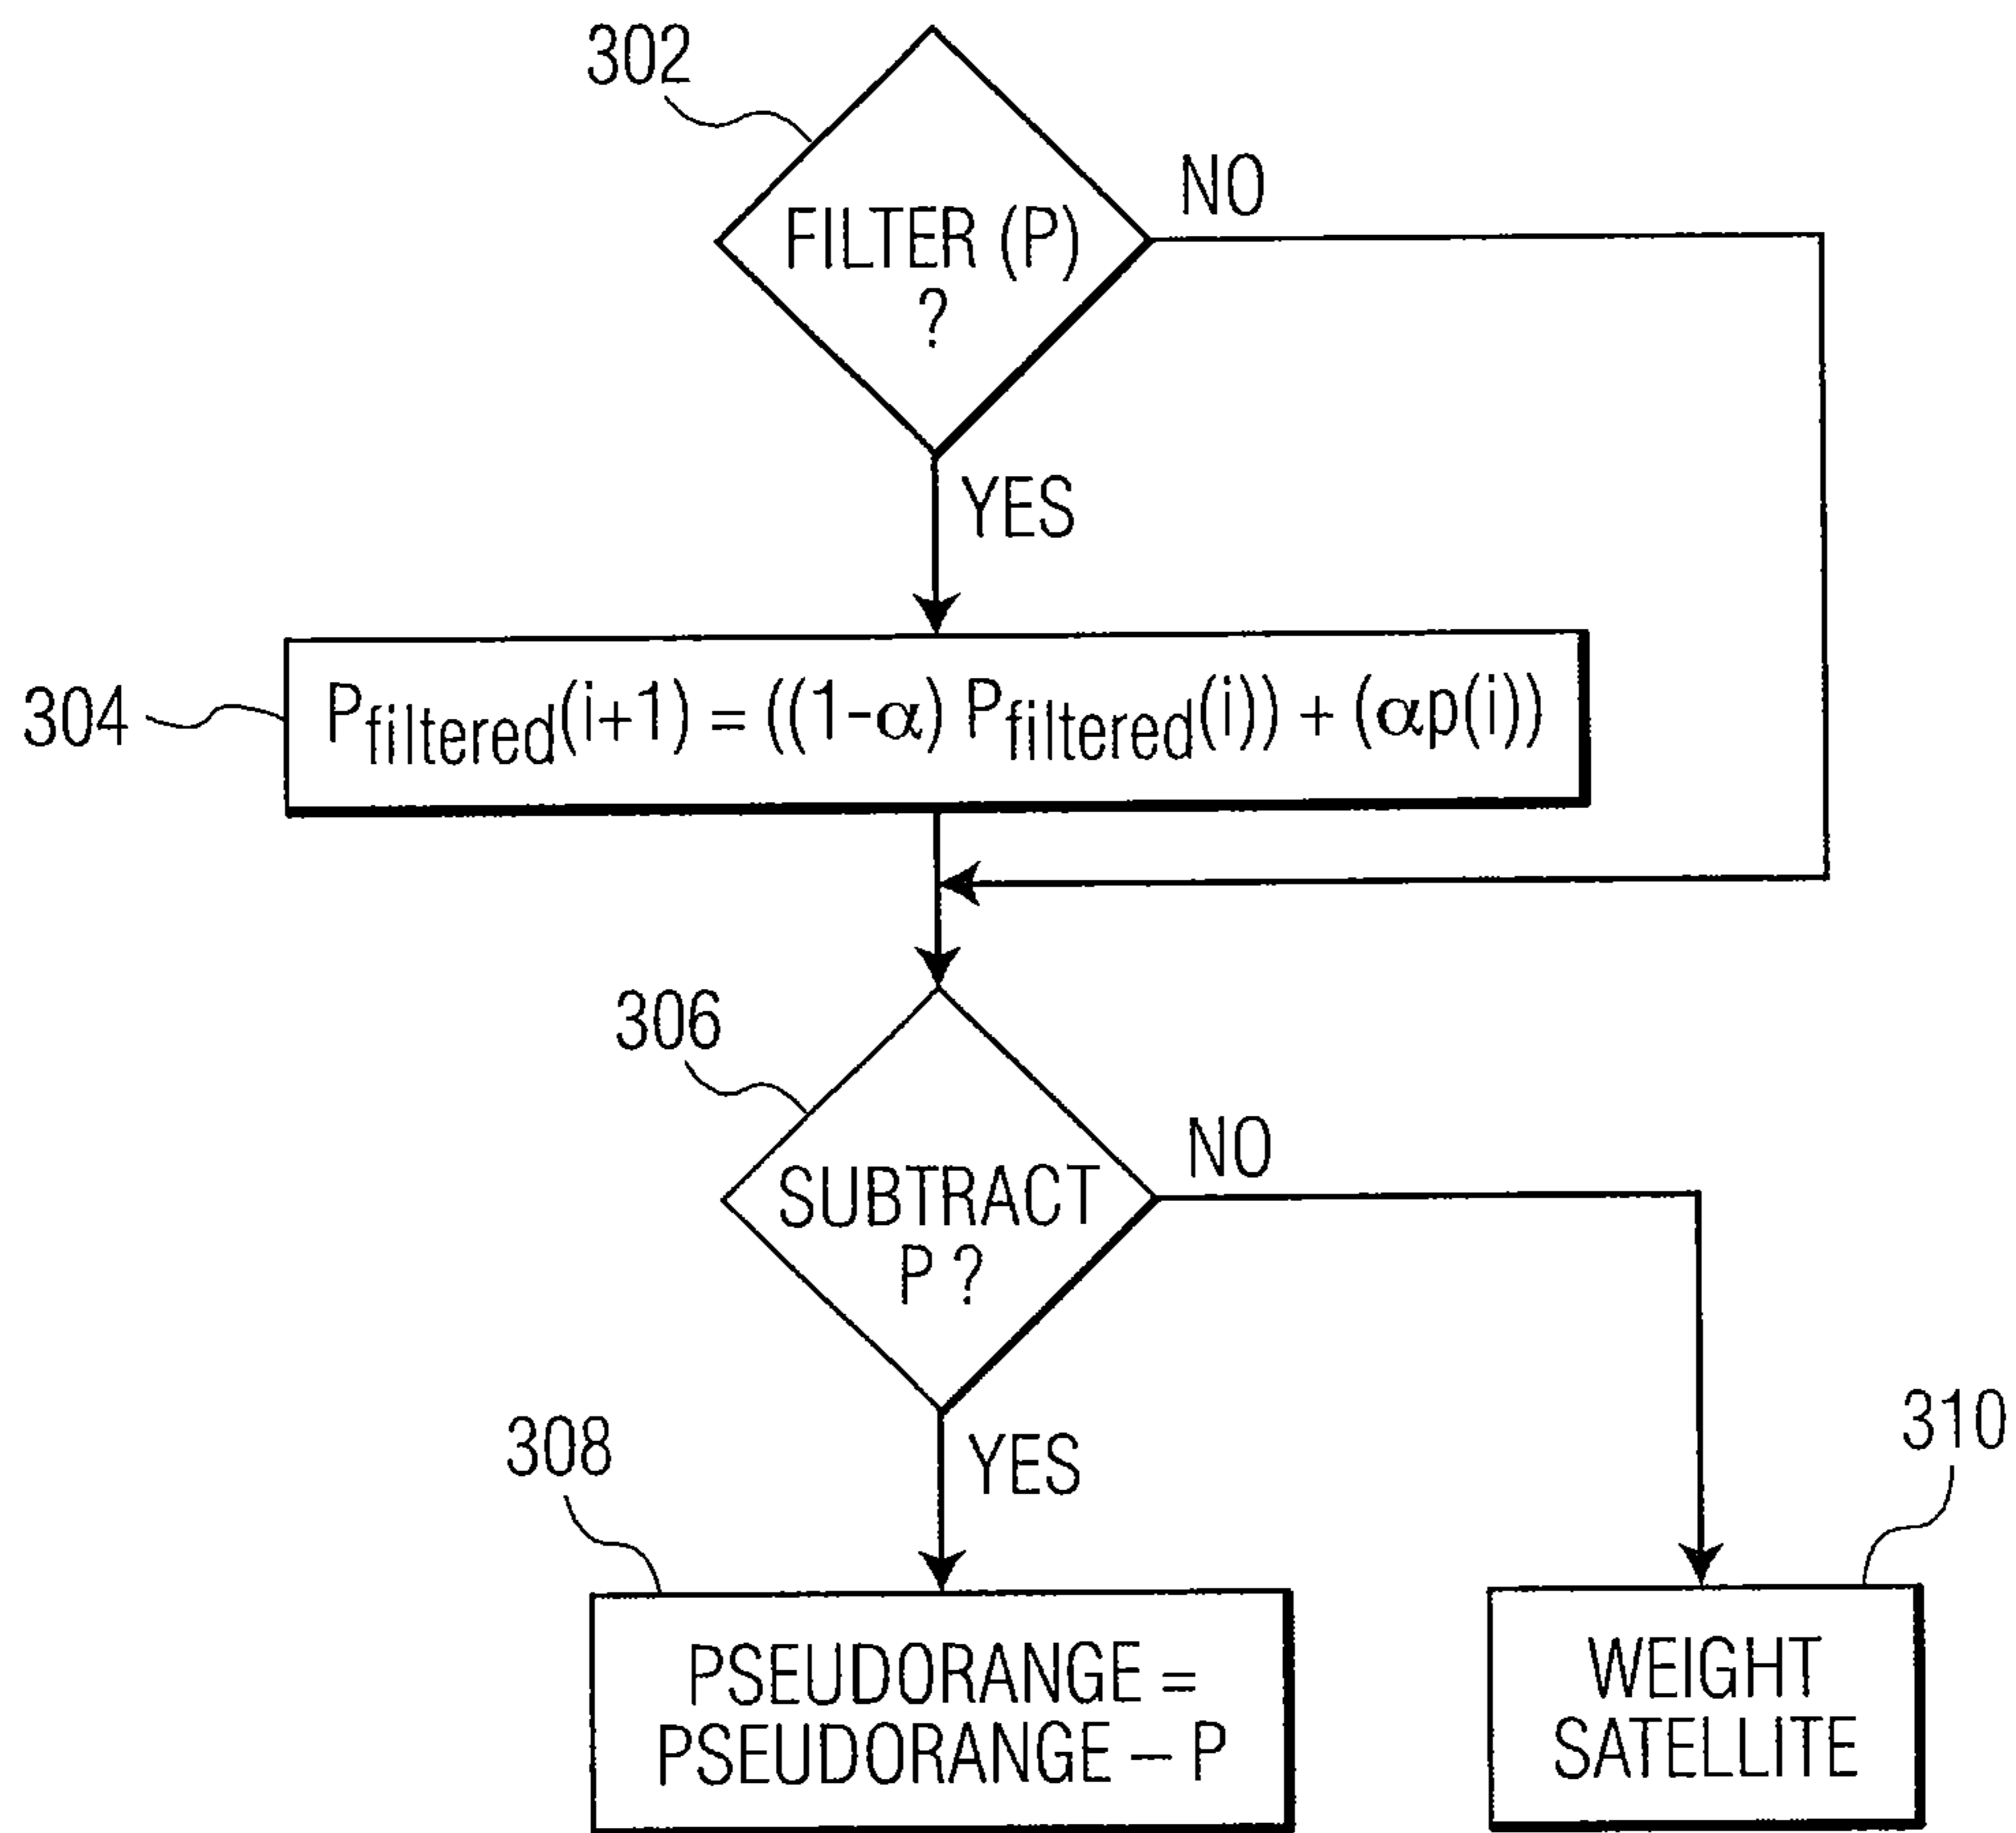 302
NO
FILTER (P)
?
YES
304
Pfiltered(i+1) = ((1-α) Pfiltered(i)) + (αp(i))
306
NO
SUBTRACT
P ?
YES
308
310
PSEUDORANGE =
PSEUDORANGE – P
WEIGHT
SATELLITE